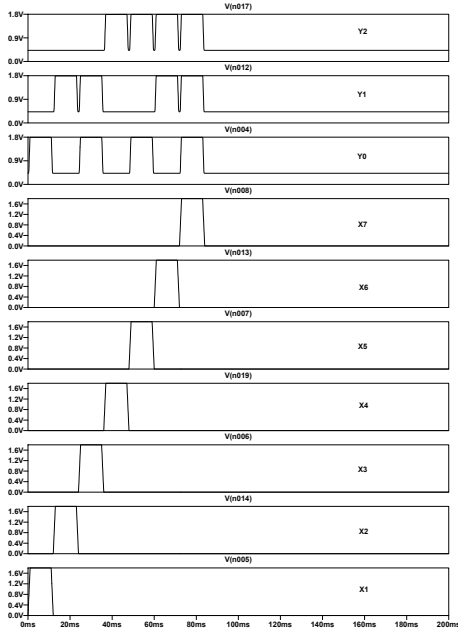 V(n017)
1.8V
0.9V
0.0V
Y2
V(n012)
1.8V
0.9V
0.0V
Y1
V(n004)
1.8V
0.9V
0.0V
Y0
V(n008)
1.6V
1.2V
0.8V
0.4V
0.0V
X7
V(n013)
1.6V
1.2V
0.8V
0.4V
0.0V
X6
V(n007)
1.6V
1.2V
0.8V
0.4V
0.0V
X5
V(n019)
1.6V
1.2V
0.8V
0.4V
0.0V
X4
V(n006)
1.6V
1.2V
0.8V
0.4V
0.0V
X3
V(n014)
1.6V
1.2V
0.8V
0.4V
0.0V
X2
V(n005)
1.6V
1.2V
0.8V
0.4V
0.0V
X1
0ms 20ms 40ms 60ms 80ms 100ms 120ms 140ms 160ms 180ms 200ms